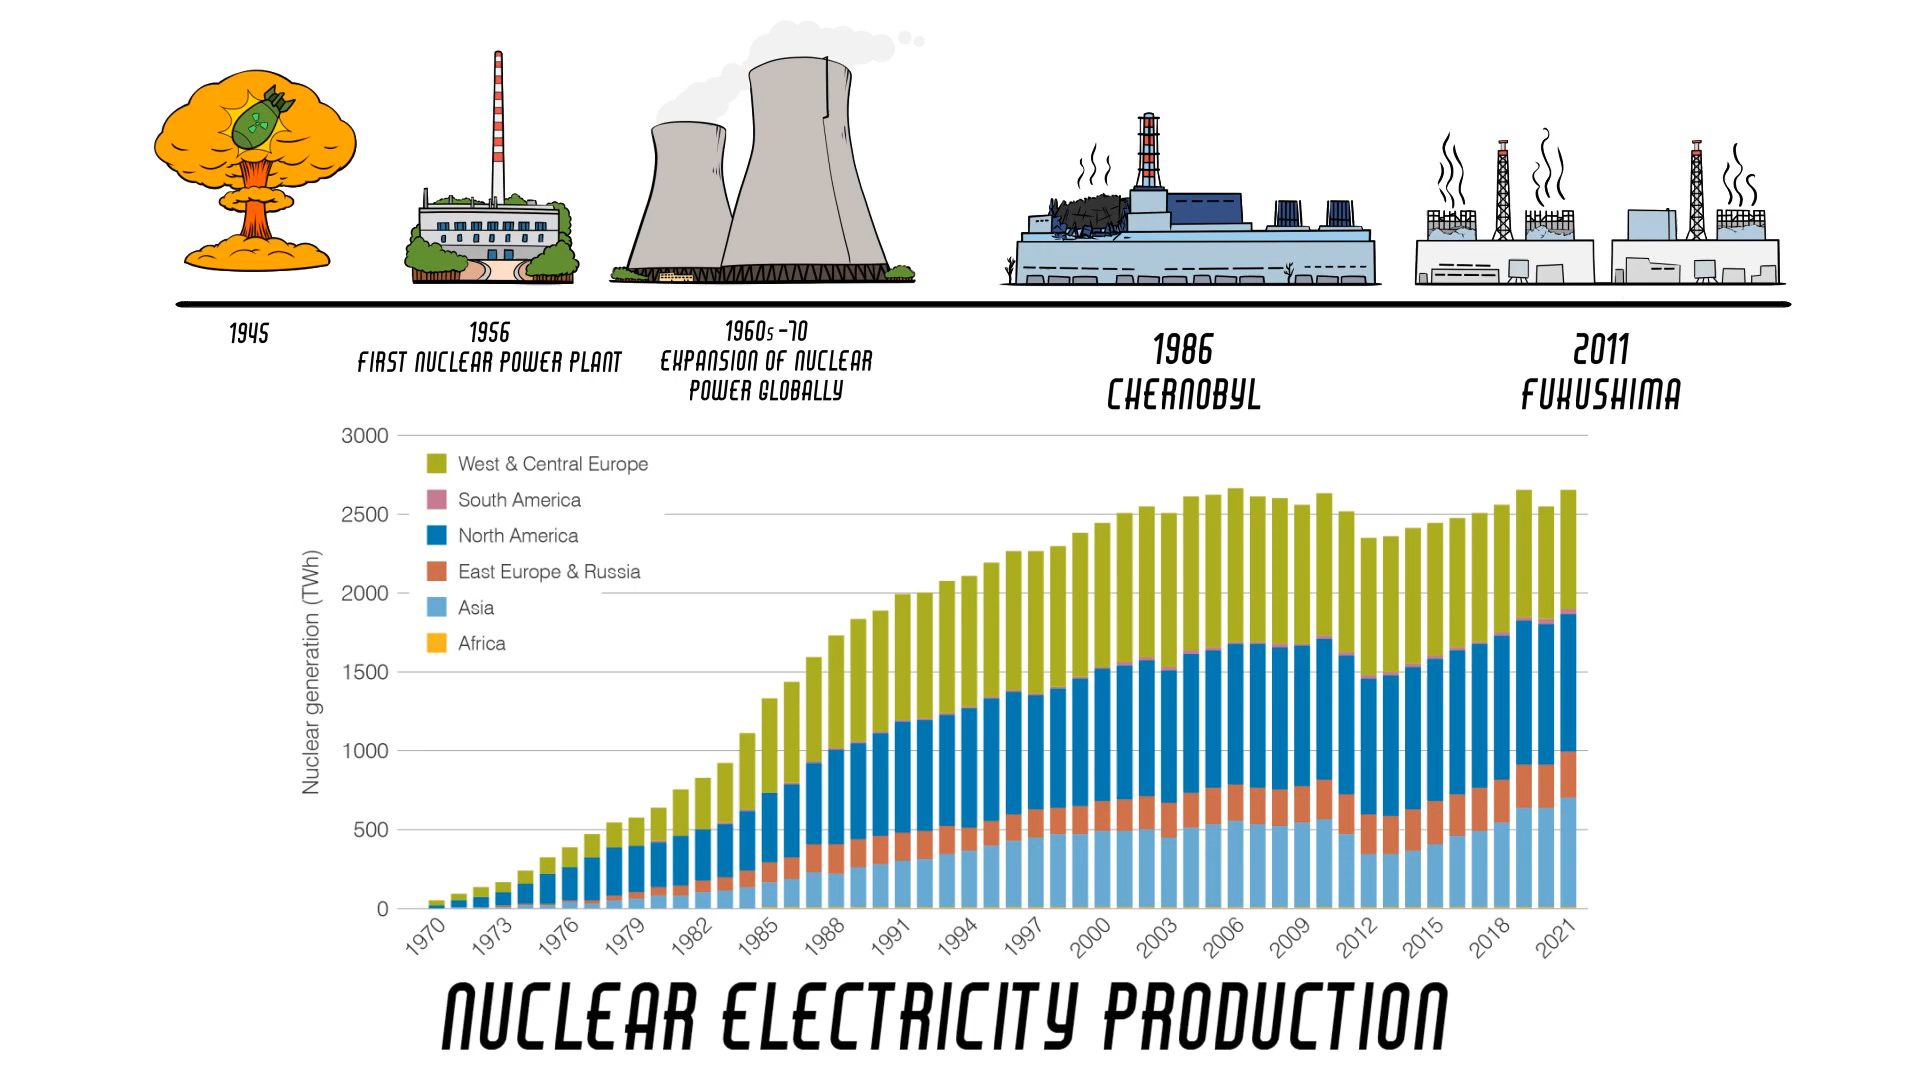 1945
1956
FIRST NUCLEAR POWER PLANT
1960s-70
EXPANSION OF NUCLEAR
POWER GLOBALLY
1986
CHERNOBYL
2011
FUKUSHIMA
Nuclear generation (TWh)
3000
2500
2000
1500
1000
500
0
West & Central Europe
South America
North America
East Europe & Russia
Asia
Africa
1970
1973
1976
1979
1982
1985
1988
1991
1994
1997
2000
2003
2006
2009
2012
2015
2018
2021
NUCLEAR ELECTRICITY PRODUCTION